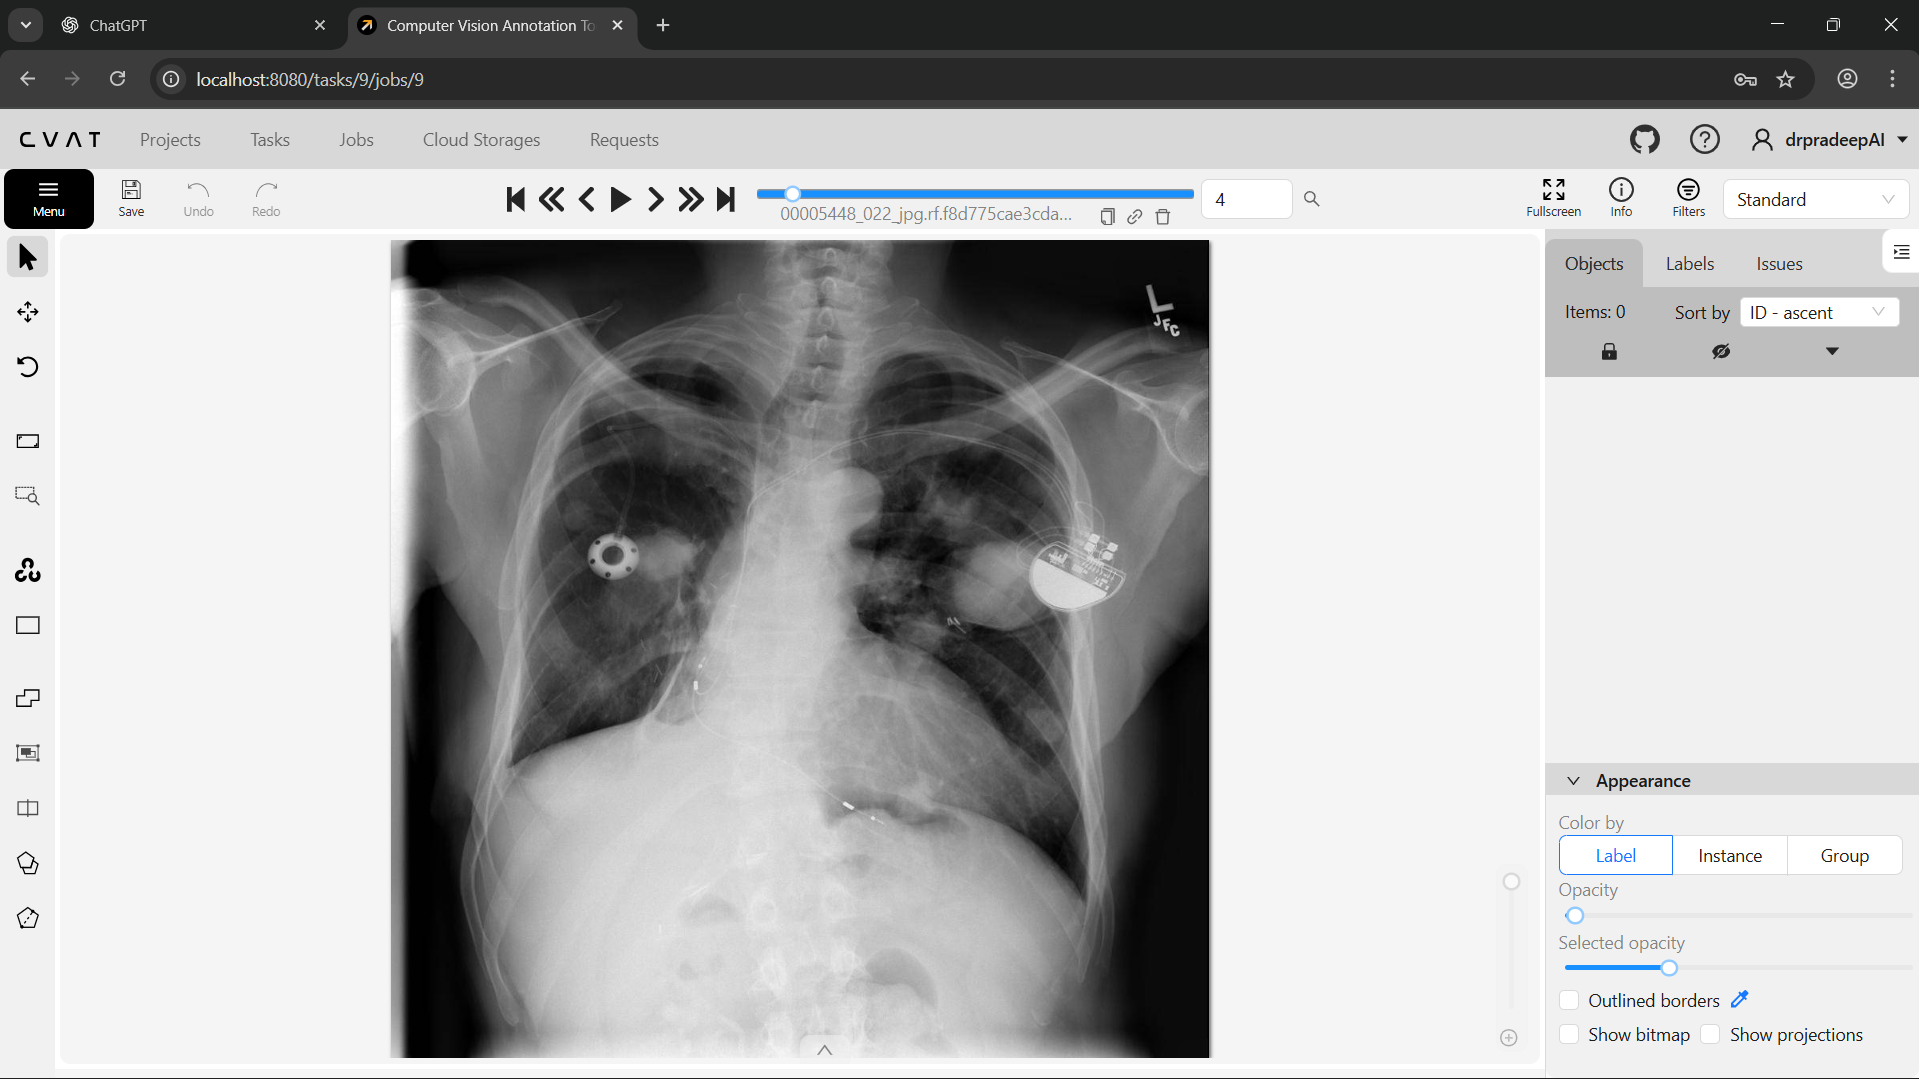 ChatGPT
Computer Vision Annotation To
localhost:8080/tasks/9/jobs/9
CVAT
Projects
Tasks
Jobs
Cloud Storages
Requests
drpradeepAI
Menu
Save
Undo
Redo
00005448_022_jpg.rf.f8d775cae3cda...
4
Fullscreen
Info
Filters
Standard
Objects
Labels
Issues
Items: 0
Sort by
ID - ascent
L
JFC
Appearance
Color by
Label
Instance
Group
Opacity
Selected opacity
Outlined borders
Show bitmap
Show projections